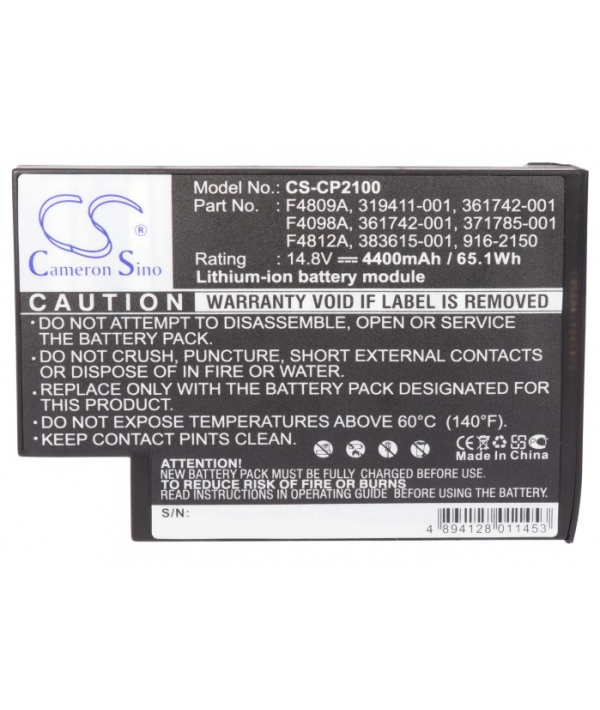 CS
®
Cameron Sino
Model No.: CS-CP2100
Part No. : F4809A, 319411-001, 361742-001
F4098A, 361742-001, 371785-001
F4812A, 383615-001, 916-2150
Rating : 14.8V 4400mAh / 65.1Wh
Lithium-ion battery module
CAUTION WARRANTY VOID IF LABEL IS REMOVED
• DO NOT ATTEMPT TO DISASSEMBLE, OPEN OR SERVICE
THE BATTERY PACK.
• DO NOT CRUSH, PUNCTURE, SHORT EXTERNAL CONTACTS
OR DISPOSE OF IN FIRE OR WATER.
• REPLACE ONLY WITH THE BATTERY PACK DESIGNATED FOR
THIS PRODUCT.
• DO NOT EXPOSE TEMPERATURES ABOVE 60°C (140°F).
• KEEP CONTACT PINTS CLEAN.
CE
Made In China
ATTENTION!
NEW BATTERY PACK MUST BE FULLY CHARGED BEFORE USE.
TO REDUCE RISK OF FIRE OR BURNS
ALWAYS FOLLOW CAUTION INSTRUCTIONS BEFORE USING THE BATTERY.
S/N:
4 894128 011453